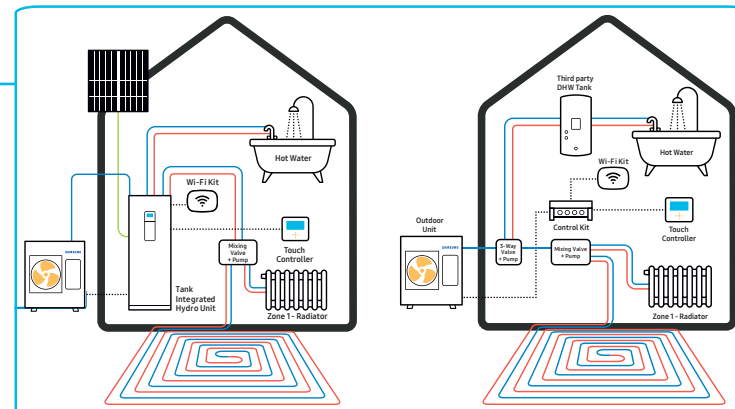 Hot Water
Wi-Fi Kit
SAMSUNG
Mixing
Valve
+ Pump
Touch
Controller
Tank
Integrated
Hydro Unit
Zone 1 - Radiator
Third party
DHW Tank
Hot Water
Wi-Fi Kit
Outdoor
Unit
SAMSUNG
Control Kit
Touch
Controller
3-Way
Valve
+ Pump
Mixing Valve
+ Pump
Zone 1 - Radiator